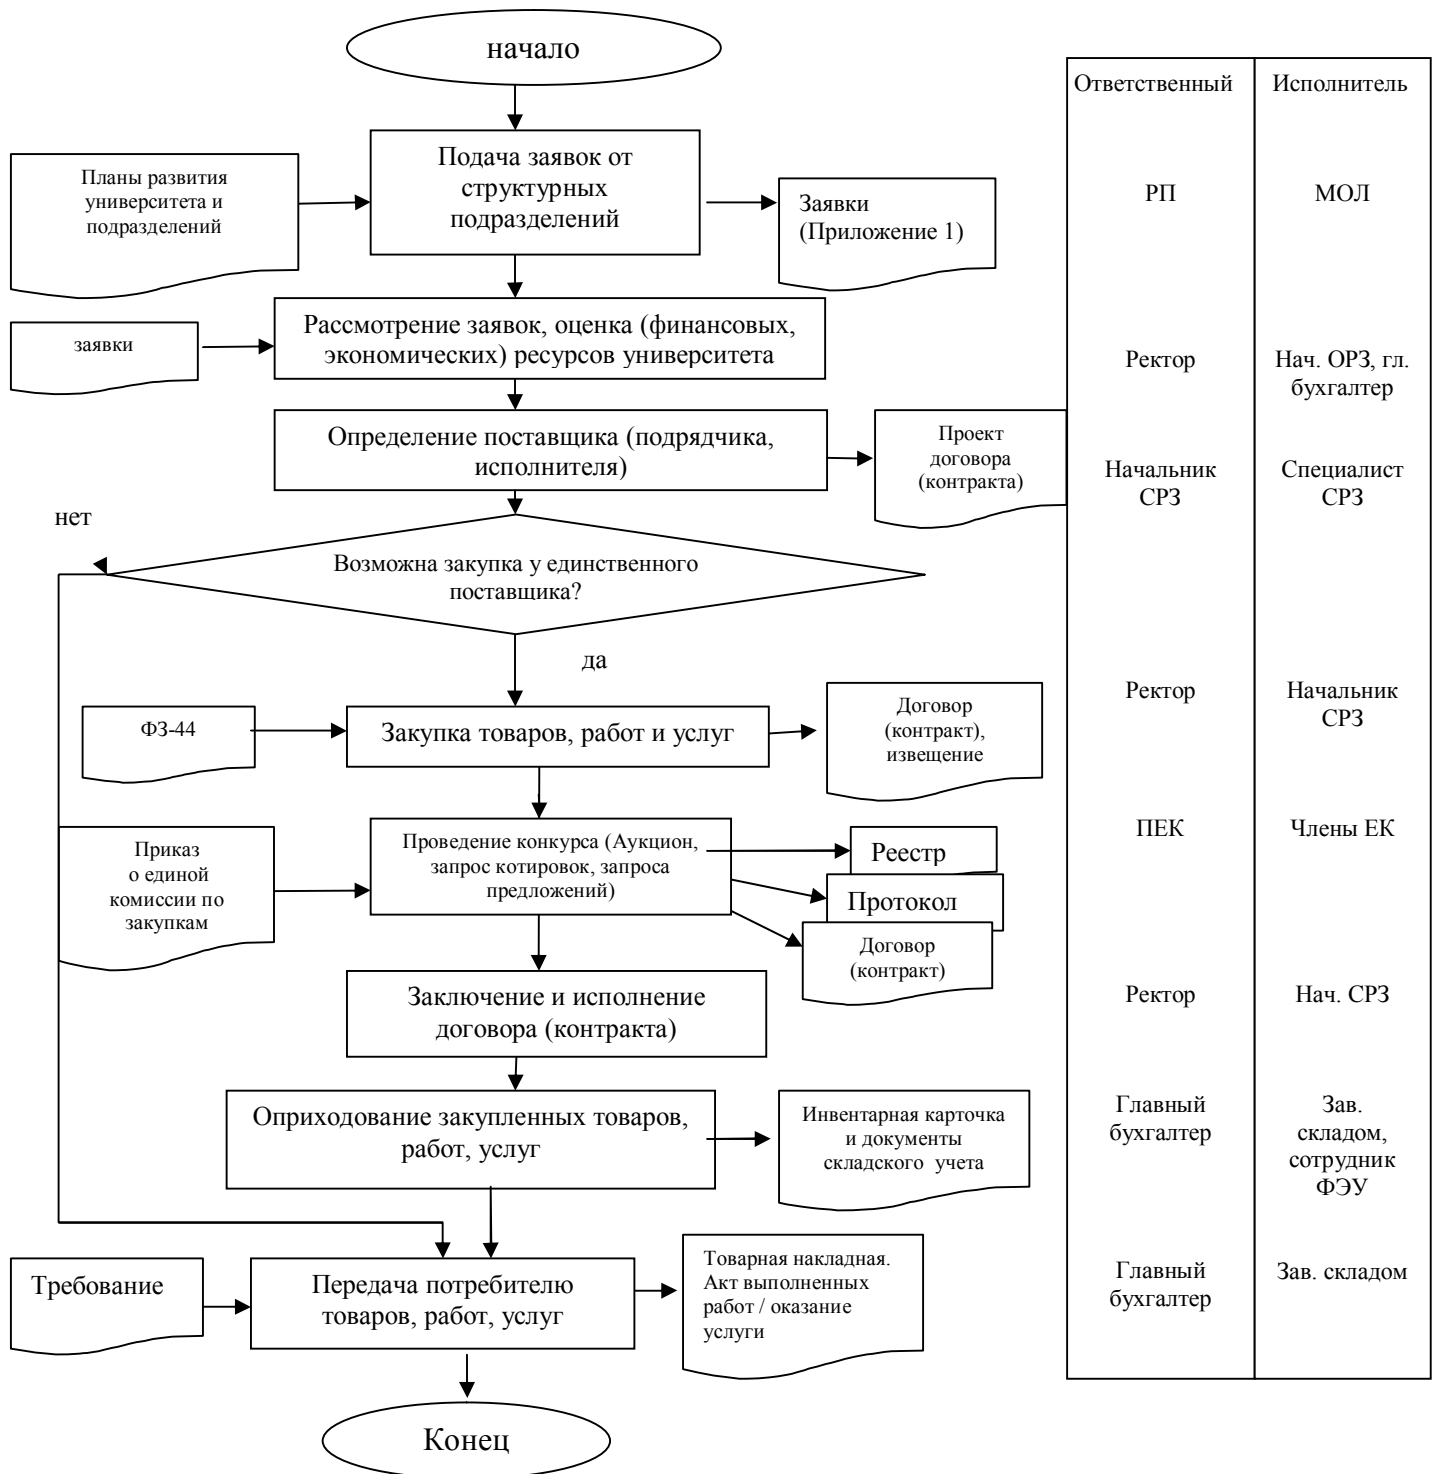 начало
Ответственный
Исполнитель
Планы развития
университета и
подразделений
Подача заявок от
структурных
подразделений
Заявки
(Приложение 1)
РП
МОЛ
заявки
Рассмотрение заявок, оценка (финансовых,
экономических) ресурсов университета
Ректор
Нач. ОРЗ, гл.
бухгалтер
Определение поставщика (подрядчика,
исполнителя)
Проект
договора
(контракта)
Начальник
СРЗ
Специалист
СРЗ
нет
Возможна закупка у единственного
поставщика?
да
ФЗ-44
Закупка товаров, работ и услуг
Договор
(контракт),
извещение
Ректор
Начальник
СРЗ
Приказ
о единой
комиссии по
закупкам
Проведение конкурса (Аукцион,
запрос котировок, запроса
предложений)
Реестр
Протокол
Договор
(контракт)
ПЕК
Члены ЕК
Заключение и исполнение
договора (контракта)
Ректор
Нач. СРЗ
Оприходование закупленных товаров,
работ, услуг
Инвентарная карточка
и документы
складского учета
Главный
бухгалтер
Зав.
складом,
сотрудник
ФЭУ
Требование
Передача потребителю
товаров, работ, услуг
Товарная накладная.
Акт выполненных
работ / оказание
услуги
Главный
бухгалтер
Зав. складом
Конец